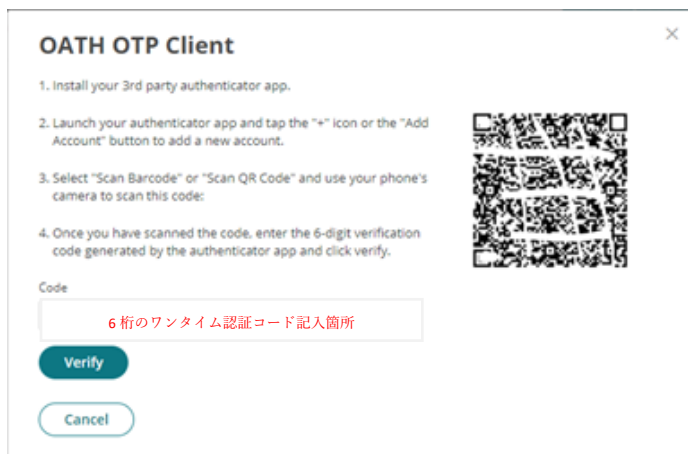 OATH OTP Client
1. Install your 3rd party authenticator app.
2. Launch your authenticator app and tap the "+" icon or the "Add
Account" button to add a new account.
3. Select "Scan Barcode" or "Scan QR Code" and use your phone's
camera to scan this code:
4. Once you have scanned the code, enter the 6-digit verification
code generated by the authenticator app and click verify.
Code
6 桁のワンタイム認証コード記入箇所
Verify
Cancel